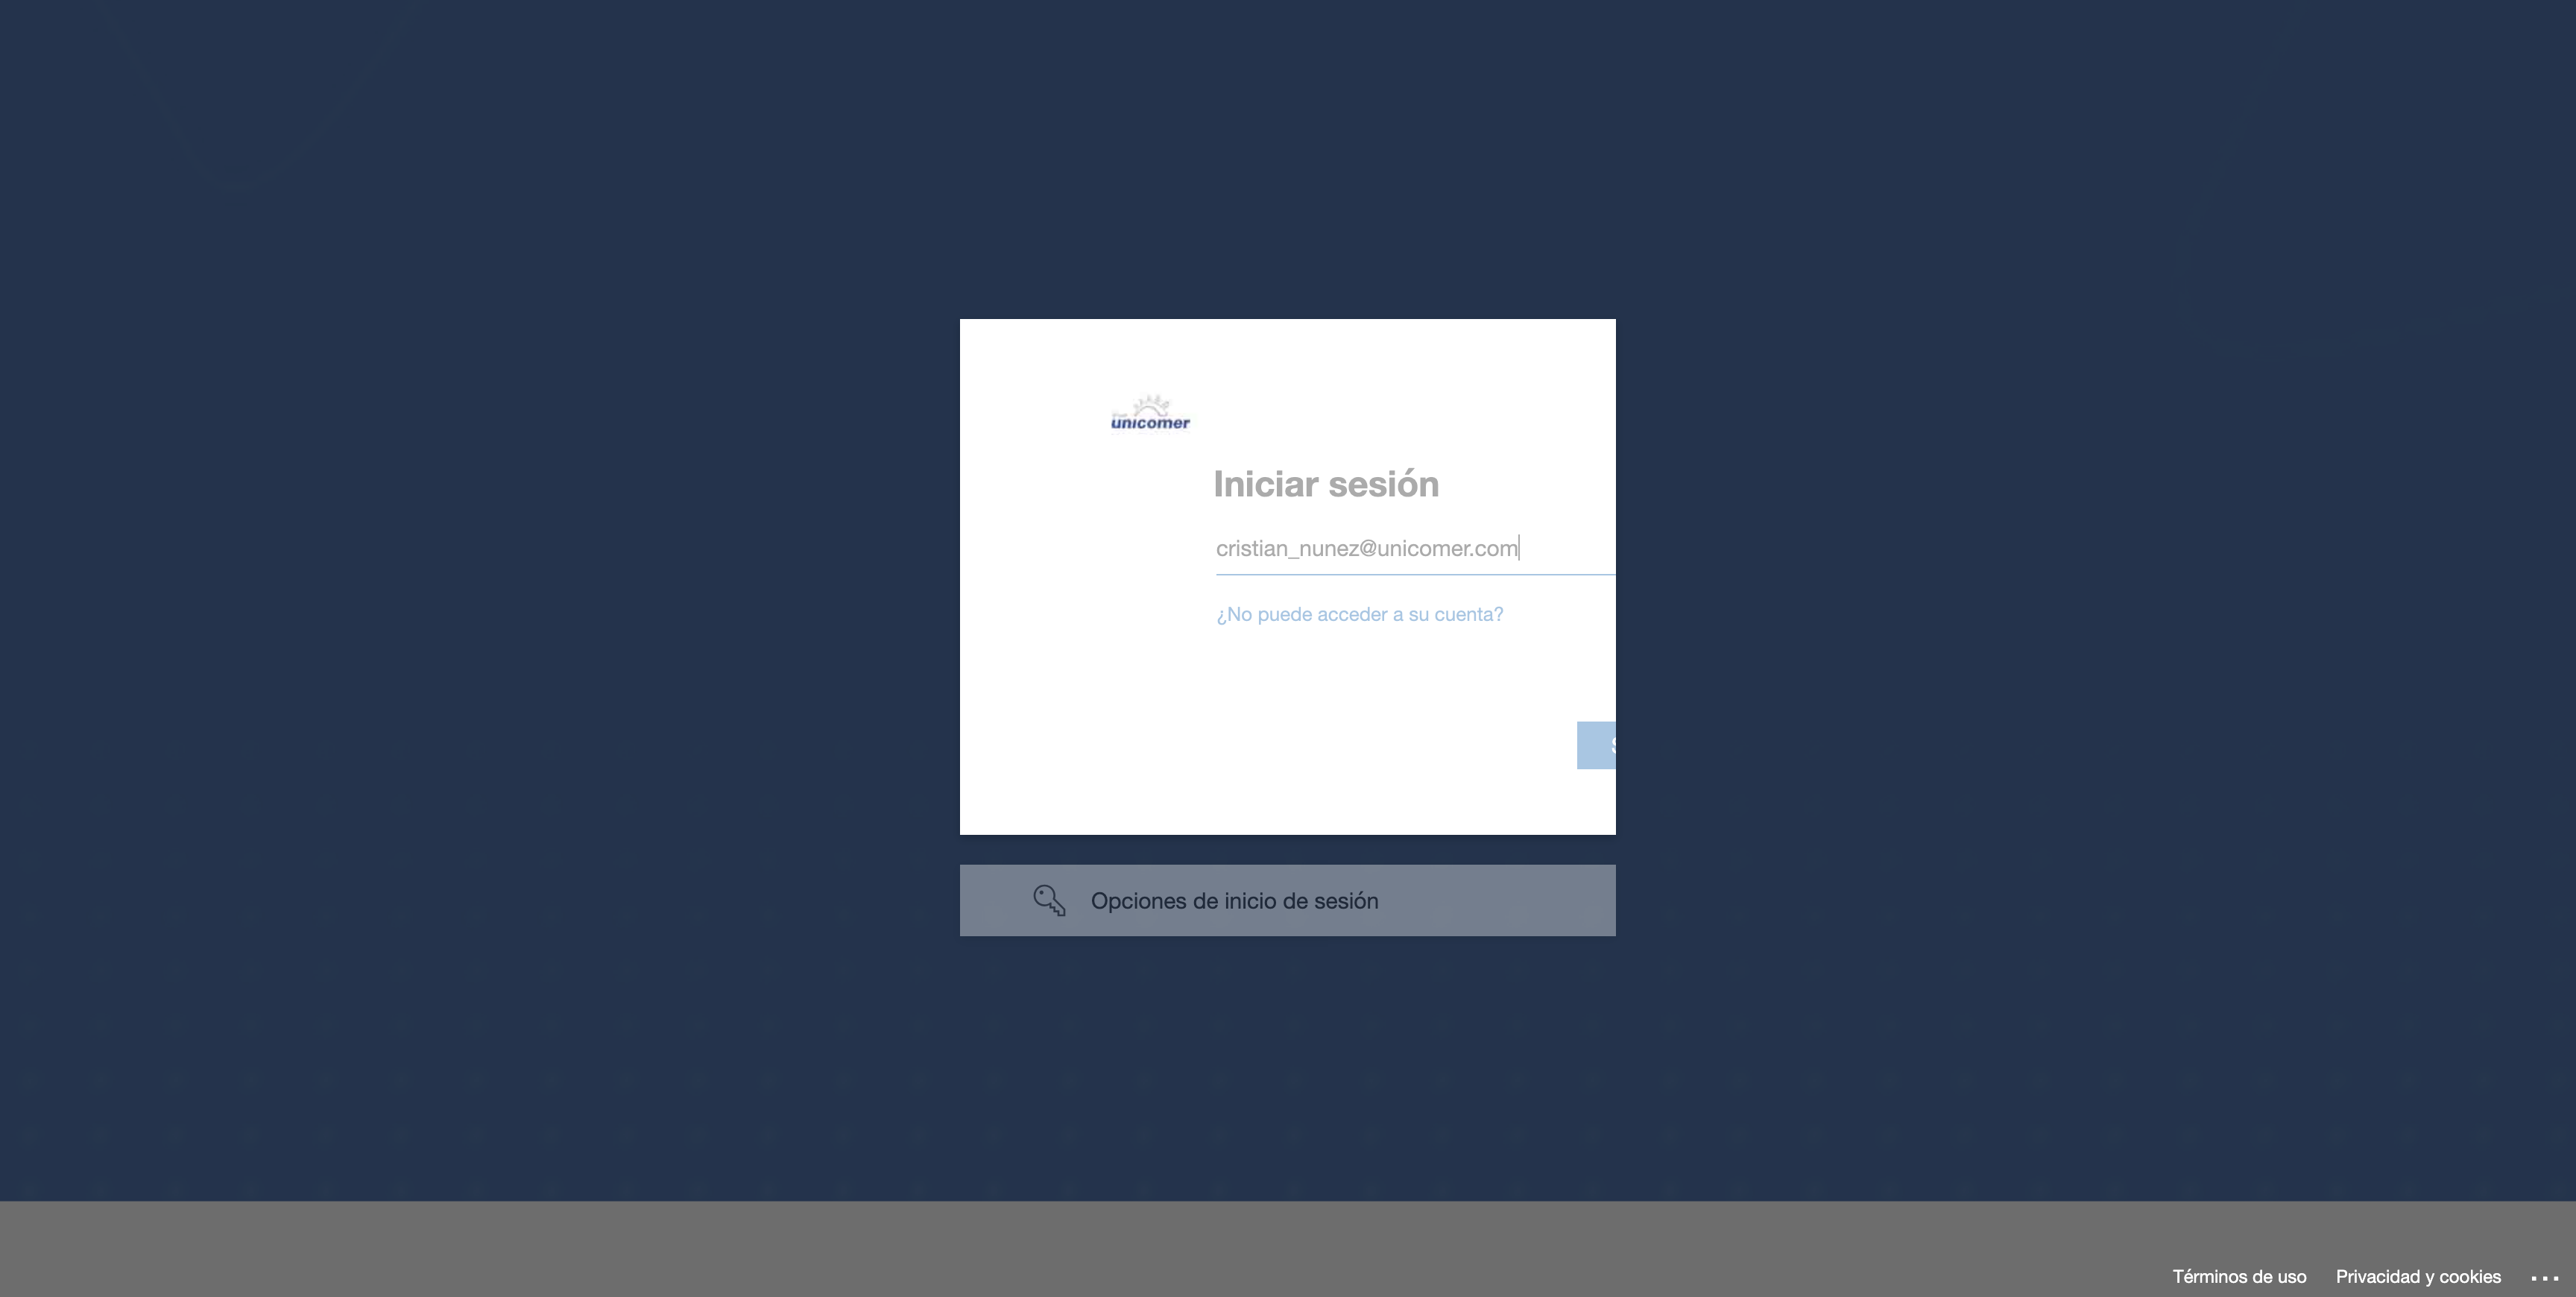 unicomer
Iniciar sesión
cristian_nunez@unicomer.com
¿No puede acceder a su cuenta?
Opciones de inicio de sesión
Términos de uso Privacidad y cookies ...